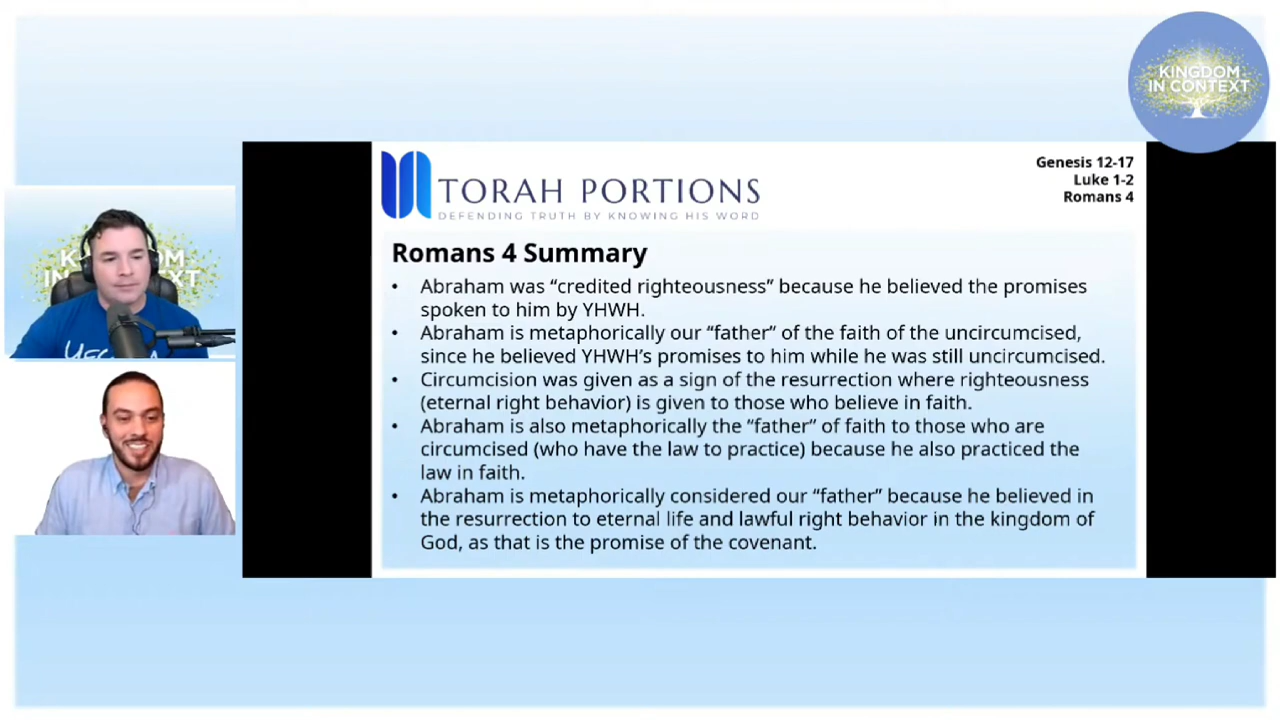 KINGDOM
IN CONTEXT
TORAH PORTIONS
DEFENDING TRUTH BY KNOWING HIS WORD
Genesis 12-17
Luke 1-2
Romans 4
Romans 4 Summary
• Abraham was “credited righteousness” because he believed the promises
spoken to him by YHWH.
• Abraham is metaphorically our “father” of the faith of the uncircumcised,
since he believed YHWH’s promises to him while he was still uncircumcised.
• Circumcision was given as a sign of the resurrection where righteousness
(eternal right behavior) is given to those who believe in faith.
• Abraham is also metaphorically the “father” of faith to those who are
circumcised (who have the law to practice) because he also practiced the
law in faith.
• Abraham is metaphorically considered our “father” because he believed in
the resurrection to eternal life and lawful right behavior in the kingdom of
God, as that is the promise of the covenant.